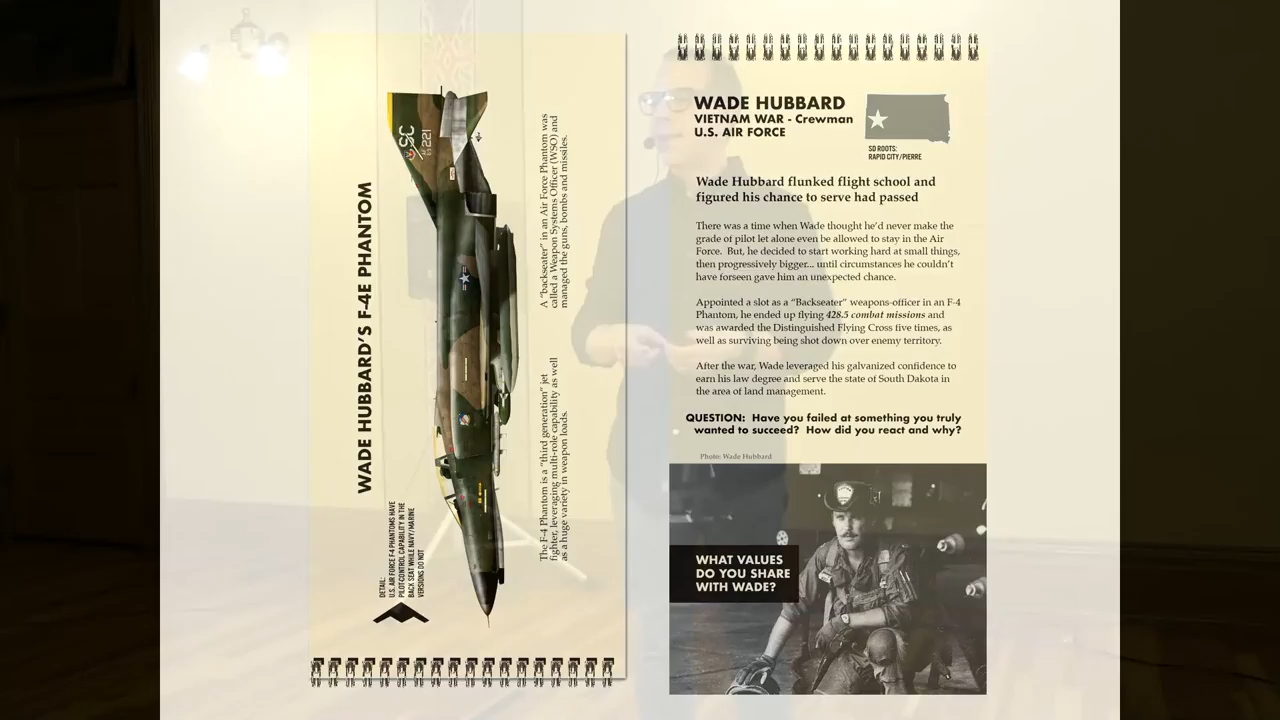 WADE HUBBARD'S F-4E PHANTOM
SC
221
DETAIL:
U.S. AIR FORCE F-4 PHANTOMS HAVE
PILOT-CONTROL CAPABILITY IN THE
BACK SEAT WHILE NAVY/MARINE
VERSIONS DO NOT
The F-4 Phantom is a "third generation" jet
fighter, leveraging multi-role capability as well
as a huge variety in weapon loads.
A "backseater" in an Air Force Phantom was
called a Weapon Systems Officer (WSO) and
managed the guns, bombs and missiles.
WADE HUBBARD
VIETNAM WAR - Crewman
U.S. AIR FORCE
SD ROOTS:
RAPID CITY/PIERRE
Wade Hubbard flunked flight school and
figured his chance to serve had passed
There was a time when Wade thought he'd never make the
grade of pilot let alone even be allowed to stay in the Air
Force. But, he decided to start working hard at small things,
then progressively bigger... until circumstances he couldn't
have forseen gave him an unexpected chance.
Appointed a slot as a "Backseater" weapons-officer in an F-4
Phantom, he ended up flying 428.5 combat missions and
was awarded the Distinguished Flying Cross five times, as
well as surviving being shot down over enemy territory.
After the war, Wade leveraged his galvanized confidence to
earn his law degree and serve the state of South Dakota in
the area of land management.
QUESTION: Have you failed at something you truly
wanted to succeed? How did you react and why?
Photo: Wade Hubbard
WHAT VALUES
DO YOU SHARE
WITH WADE?